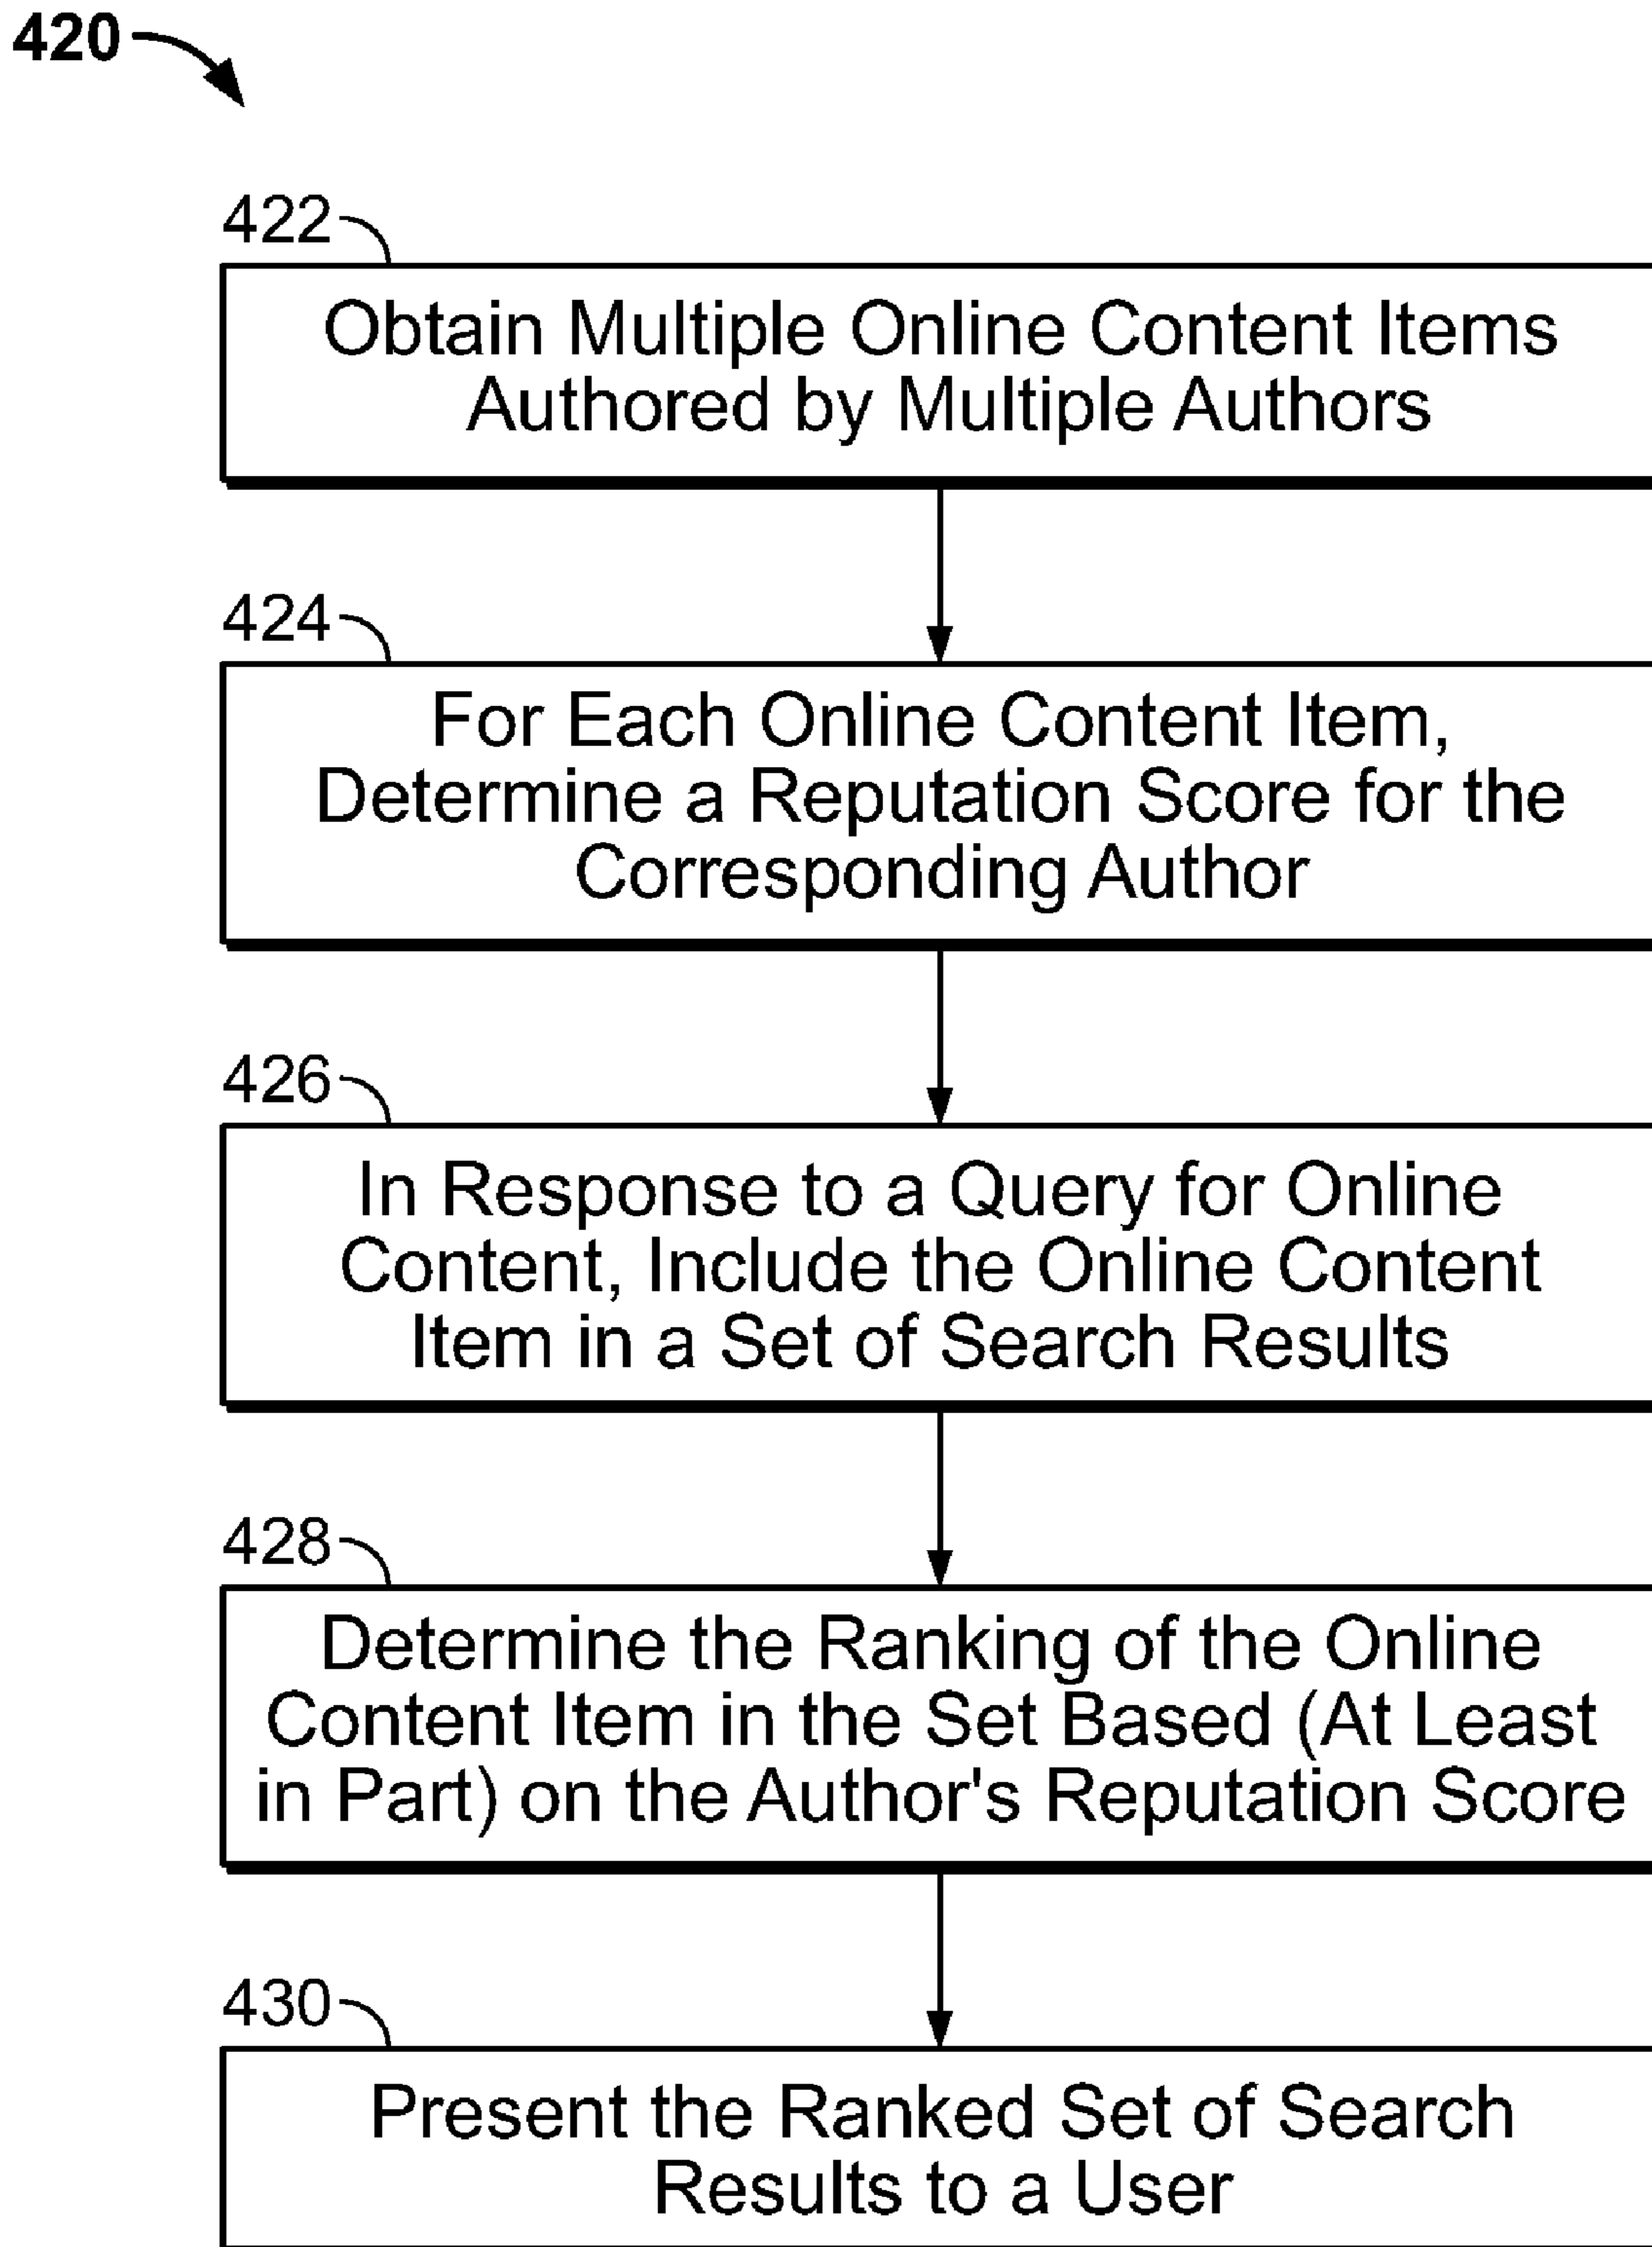 420
422
Obtain Multiple Online Content Items
Authored by Multiple Authors
424
For Each Online Content Item,
Determine a Reputation Score for the
Corresponding Author
426
In Response to a Query for Online
Content, Include the Online Content
Item in a Set of Search Results
428
Determine the Ranking of the Online
Content Item in the Set Based (At Least
in Part) on the Author's Reputation Score
430
Present the Ranked Set of Search
Results to a User